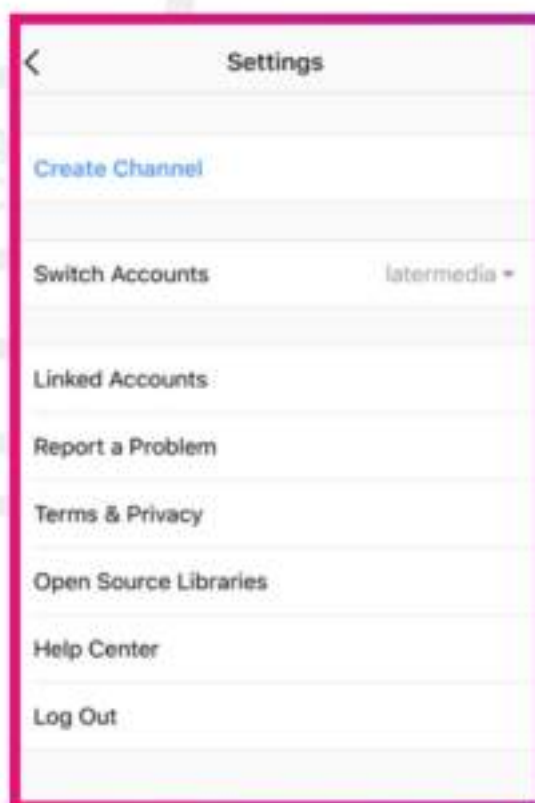 Settings
Create Channel
Switch Accounts latermedia
Linked Accounts
Report a Problem
Terms & Privacy
Open Source Libraries
Help Center
Log Out